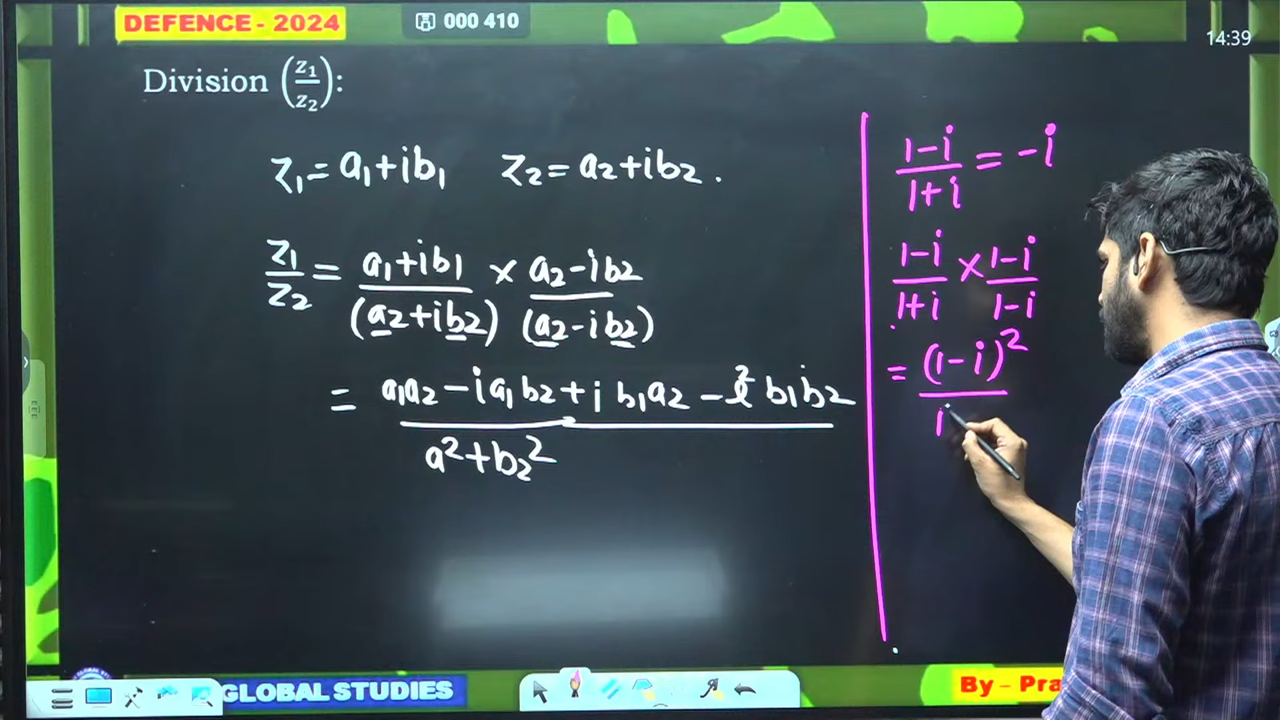 DEFENCE - 2024
000 410
14:39
Division (z₁/z₂):
z₁ = a₁+ib₁   z₂ = a₂+ib₂.
z₁/z₂ = (a₁+ib₁)/(a₂+ib₂) × (a₂-ib₂)/(a₂-ib₂)
= (a₁a₂ - ia₁b₂ + i b₁a₂ - i² b₁b₂)/(a²+b₂²)
(1-i)/(1+i) = -i
(1-i)/(1+i) × (1-i)/(1-i)
= (1-i)²/
GLOBAL STUDIES
By – Pra